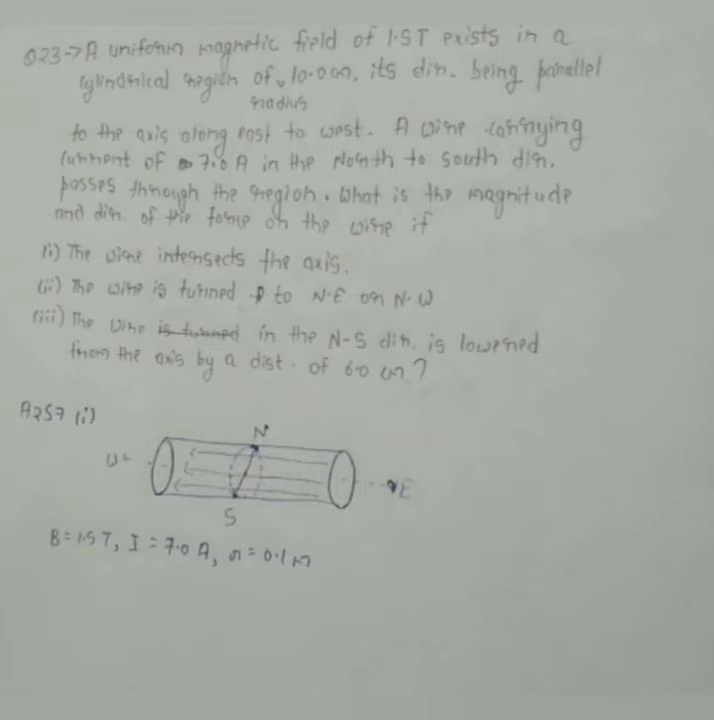 Q23→ A uniform magnetic field of 1.5T exists in a
cylindrical region of radius 10.0 cm, its dirn. being parallel
to the axis along east to west. A wire carrying
current of 7.0 A in the North to South dirn.
passes through the region. What is the magnitude
and dirn. of the force on the wire if
(i) The wire intersects the axis.
(ii) The wire is turned to N-E or N-W
(iii) The wire is turned in the N-S dirn. is lowered
from the axis by a dist. of 6.0 cm?
(i)
N
W
E
S
B = 1.5 T, I = 7.0 A, r = 0.1 m